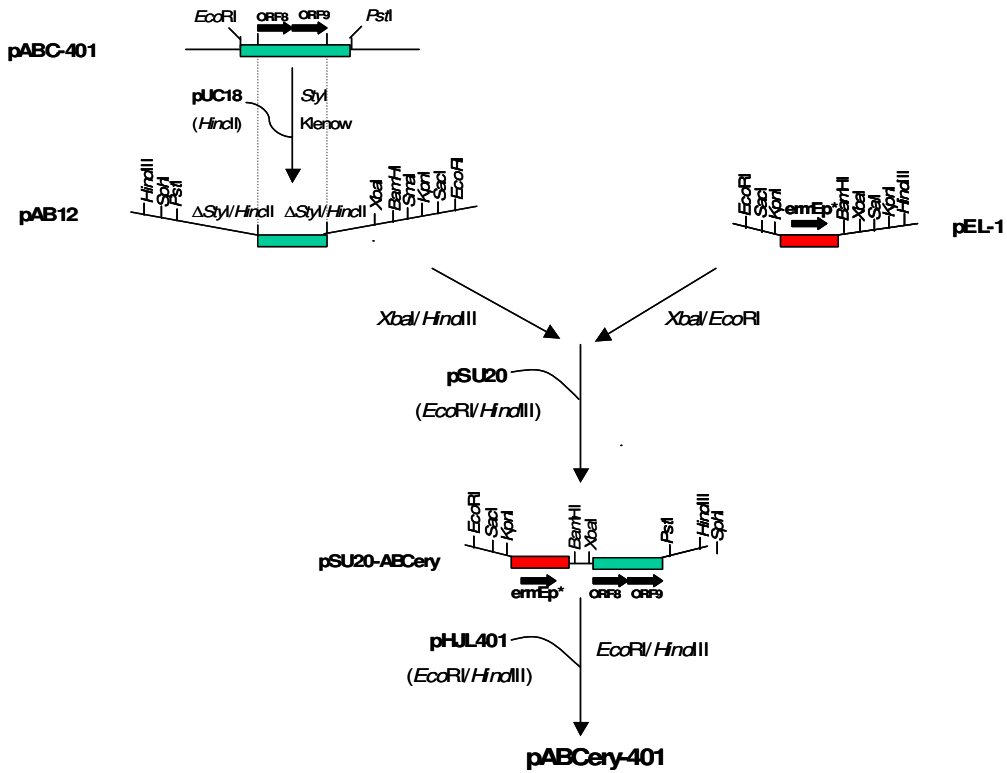 EcoRI ORF8 ORF9 PstI
pABC-401
pUC18 StyI
(HincII) Klenow
HindIII SphI PstI ΔStyI/HincII ΔStyI/HincII XbaI BamHI SmaI KpnI SacI EcoRI
pAB12
EcoRI SacI KpnI ermEp* BamHI XbaI SalI KpnI HindIII
pEL-1
XbaI/HindIII XbaI/EcoRI
pSU20
(EcoRI/HindIII)
EcoRI SacI KpnI BamHI XbaI PstI HindIII SphI
pSU20-ABCery
ermEp* ORF8 ORF9
pHJL401 EcoRI/HindIII
(EcoRI/HindIII)
pABCery-401